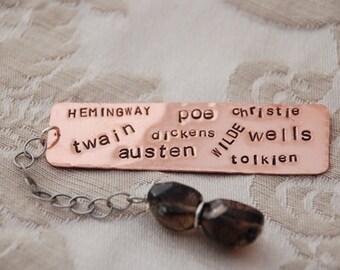 HEMINGWAY poe christie
twain dickens WILDE wells
austen tolkien